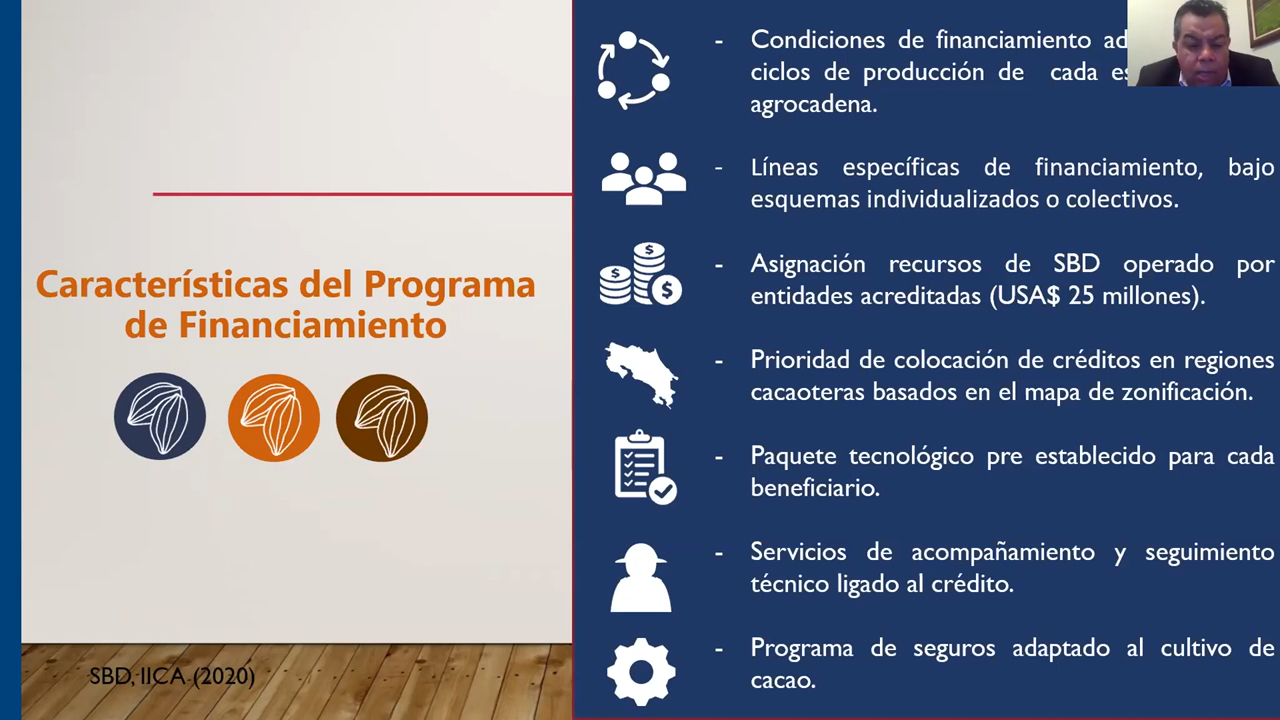 Características del Programa
de Financiamiento
SBD, IICA (2020)
- Condiciones de financiamiento
ciclos de producción de cada
agrocadena.
- Líneas específicas de financiamiento, bajo
esquemas individualizados o colectivos.
- Asignación recursos de SBD operado por
entidades acreditadas (USA$ 25 millones).
- Prioridad de colocación de créditos en regiones
cacaoteras basados en el mapa de zonificación.
- Paquete tecnológico pre establecido para cada
beneficiario.
- Servicios de acompañamiento y seguimiento
técnico ligado al crédito.
- Programa de seguros adaptado al cultivo de
cacao.